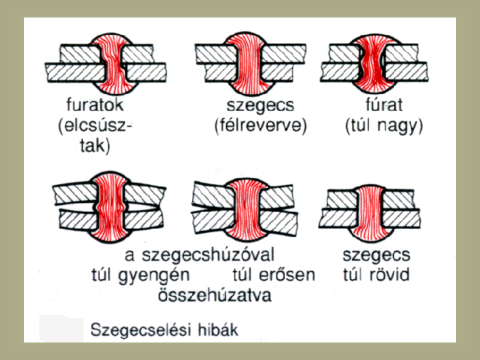 furatok
(elcsúsz-
tak)
szegecs
(félreverve)
fúrat
(túl nagy)
a szegecshúzóval
túl gyengén túl erősen
összehúzatva
szegecs
túl rövid
Szegecselési hibák